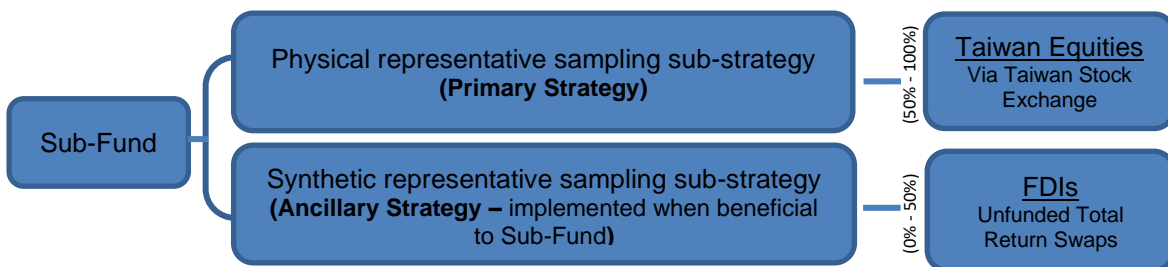 Sub-Fund
Physical representative sampling sub-strategy
(Primary Strategy)
(50% - 100%)
Taiwan Equities
Via Taiwan Stock
Exchange
Synthetic representative sampling sub-strategy
(Ancillary Strategy – implemented when beneficial
to Sub-Fund)
(0% - 50%)
FDIs
Unfunded Total
Return Swaps